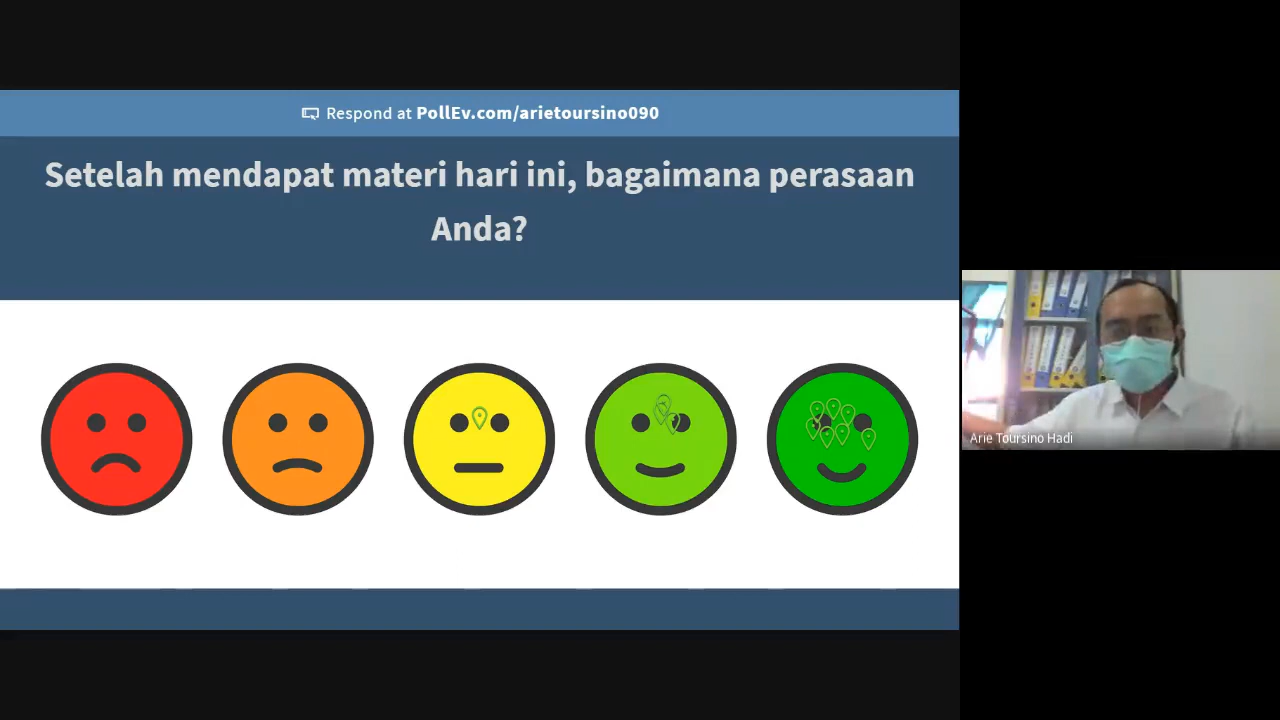 Respond at PollEv.com/arietoursino090
Setelah mendapat materi hari ini, bagaimana perasaan
Anda?
Arie Toursino Hadi